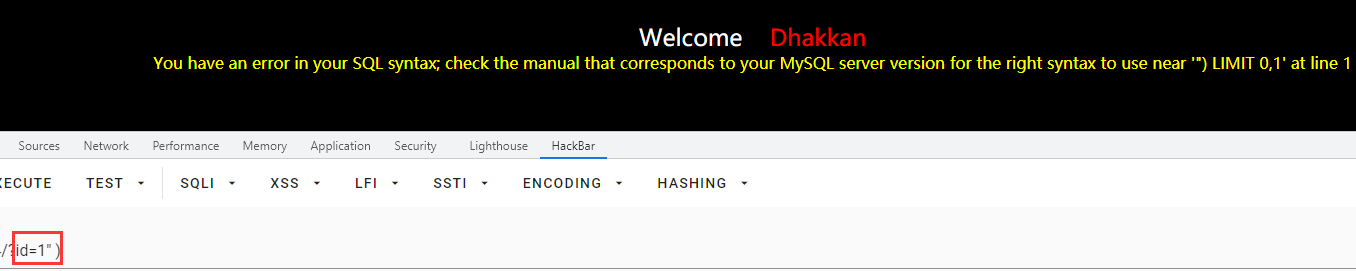 Welcome Dhakkan
You have an error in your SQL syntax; check the manual that corresponds to your MySQL server version for the right syntax to use near '") LIMIT 0,1' at line 1
Sources Network Performance Memory Application Security Lighthouse HackBar
XECUTE TEST SQLI XSS LFI SSTI ENCODING HASHING
/?id=1" )